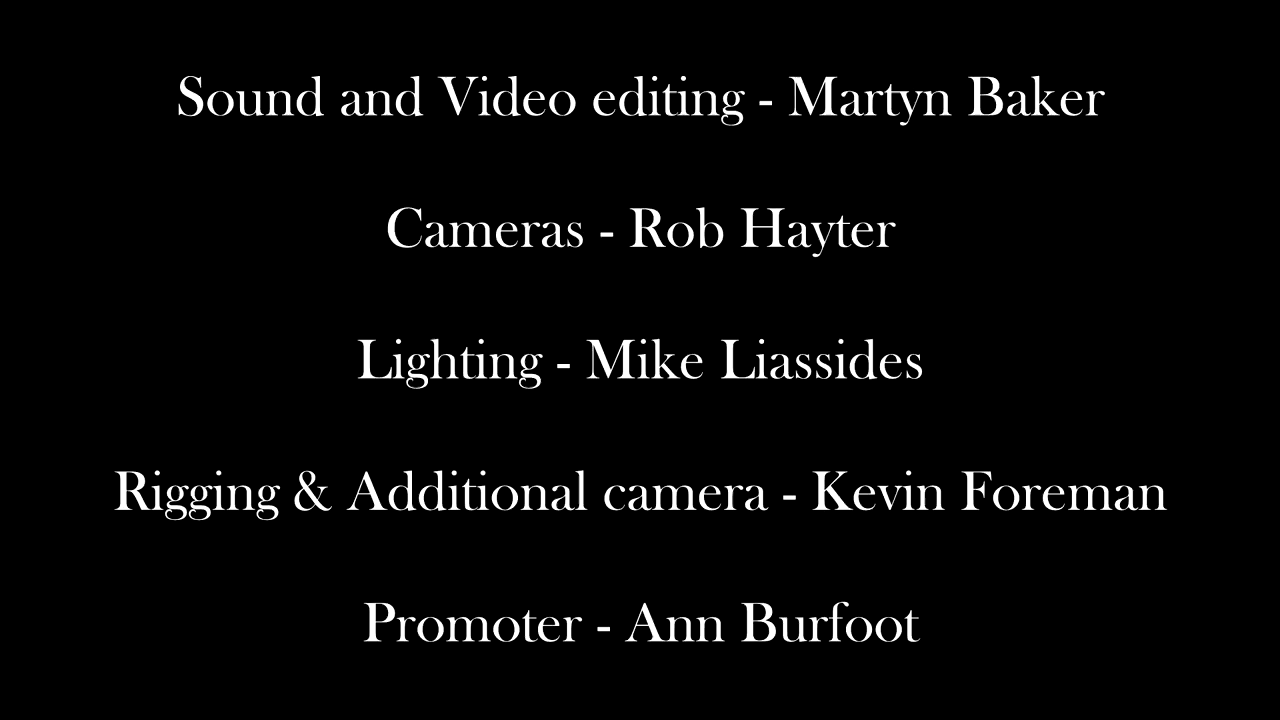 Sound and Video editing - Martyn Baker
Cameras - Rob Hayter
Lighting - Mike Liassides
Rigging & Additional camera - Kevin Foreman
Promoter - Ann Burfoot